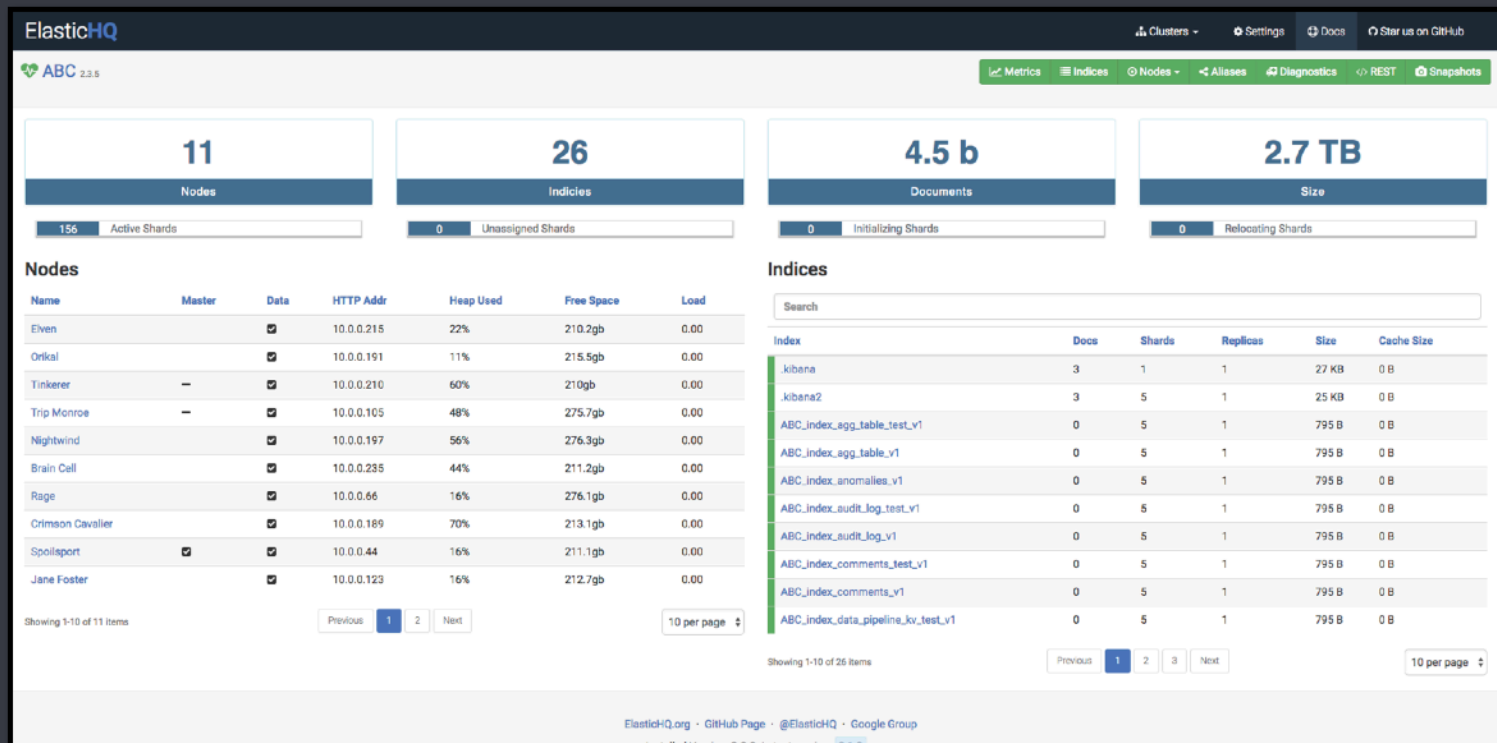 ElasticHQ
Clusters Settings Docs Star us on GitHub
ABC 2.3.5
Metrics Indices Nodes Aliases Diagnostics </> REST Snapshots
11 26 4.5 b 2.7 TB
Nodes Indicies Documents Size
156 Active Shards 0 Unassigned Shards 0 Initializing Shards 0 Relocating Shards
Nodes
Name Master Data HTTP Addr Heap Used Free Space Load
Elven 10.0.0.215 22% 210.2gb 0.00
Orikal 10.0.0.191 11% 215.5gb 0.00
Tinkerer – 10.0.0.210 60% 210gb 0.00
Trip Monroe – 10.0.0.105 48% 275.7gb 0.00
Nightwind 10.0.0.197 56% 276.3gb 0.00
Brain Cell 10.0.0.235 44% 211.2gb 0.00
Rage 10.0.0.66 16% 276.1gb 0.00
Crimson Cavalier 10.0.0.189 70% 213.1gb 0.00
Spoilsport 10.0.0.44 16% 211.1gb 0.00
Jane Foster 10.0.0.123 16% 212.7gb 0.00
Showing 1-10 of 11 items Previous 1 2 Next 10 per page
Indices
Search
Index Docs Shards Replicas Size Cache Size
.kibana 3 1 1 27 KB 0 B
.kibana2 3 5 1 25 KB 0 B
ABC_index_agg_table_test_v1 0 5 1 795 B 0 B
ABC_index_agg_table_v1 0 5 1 795 B 0 B
ABC_index_anomalies_v1 0 5 1 795 B 0 B
ABC_index_audit_log_test_v1 0 5 1 795 B 0 B
ABC_index_audit_log_v1 0 5 1 795 B 0 B
ABC_index_comments_test_v1 0 5 1 795 B 0 B
ABC_index_comments_v1 0 5 1 795 B 0 B
ABC_index_data_pipeline_kv_test_v1 0 5 1 795 B 0 B
Showing 1-10 of 26 items Previous 1 2 3 Next 10 per page
ElasticHQ.org · GitHub Page · @ElasticHQ · Google Group